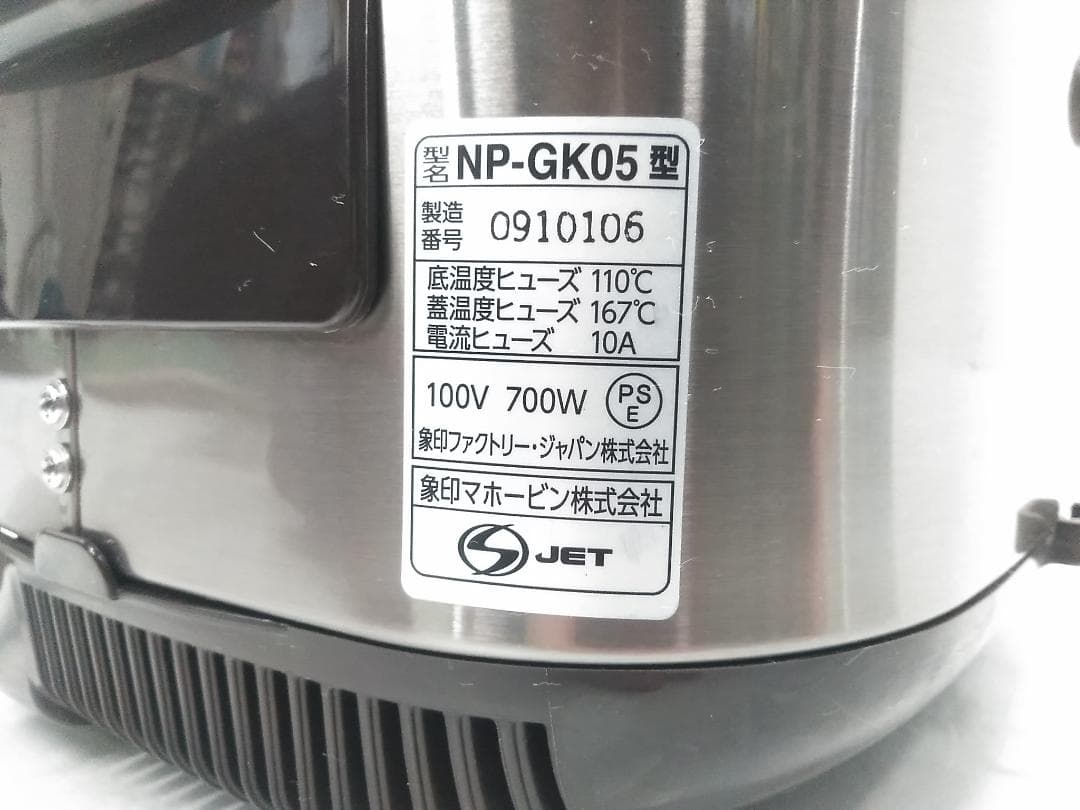 型名 NP-GK05 型
製造番号 0910106
底温度ヒューズ 110℃
蓋温度ヒューズ 167℃
電流ヒューズ 10A
100V 700W PSE
象印ファクトリー・ジャパン株式会社
象印マホービン株式会社
S JET